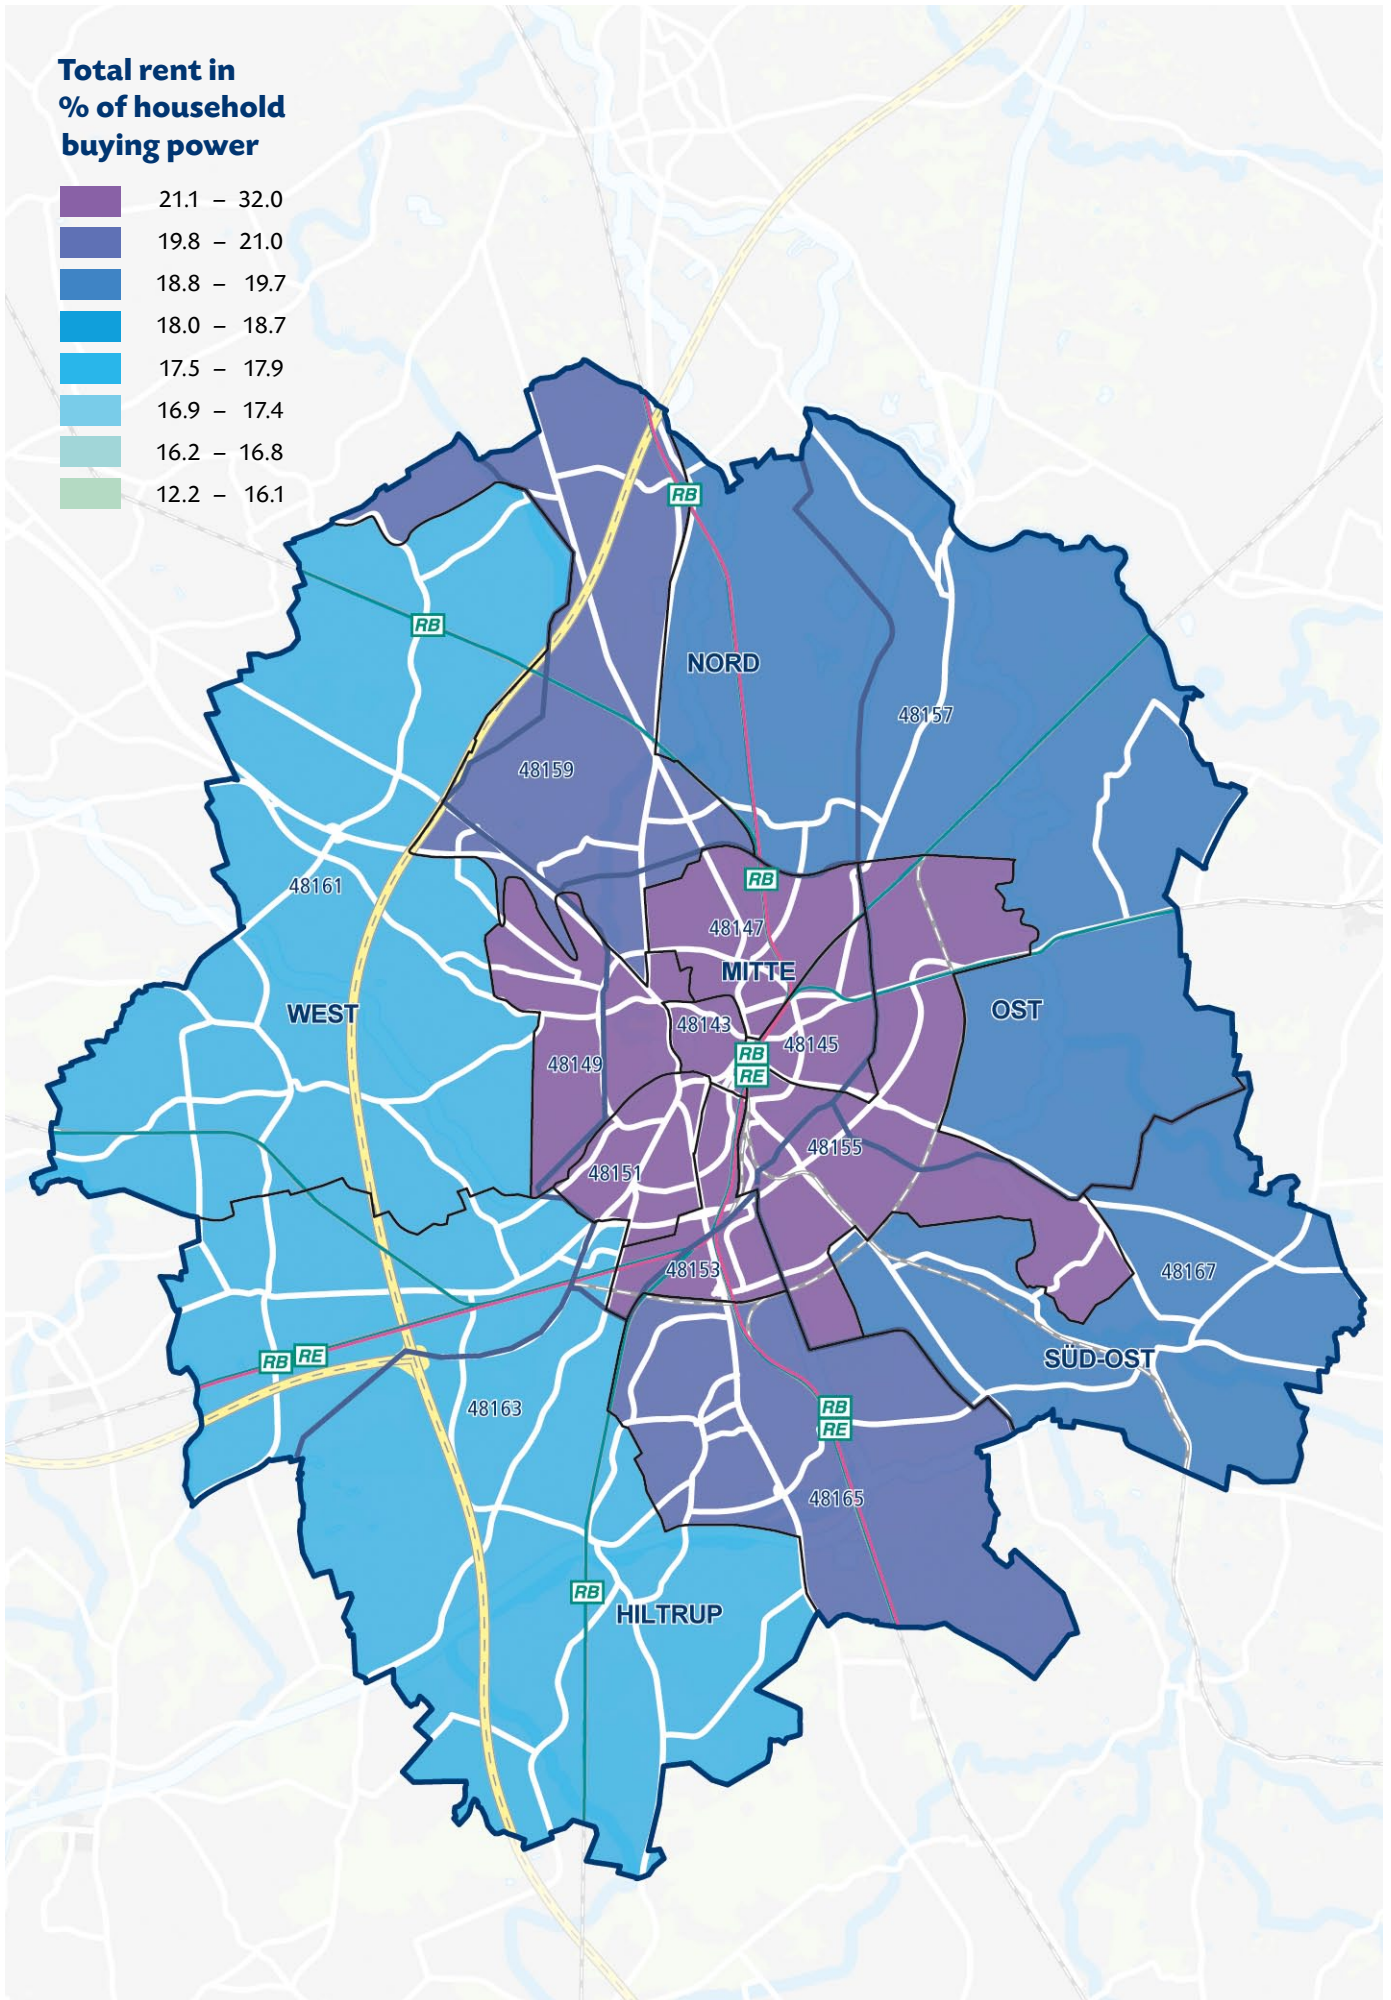 Total rent in
% of household
buying power
21.1 – 32.0
19.8 – 21.0
18.8 – 19.7
18.0 – 18.7
17.5 – 17.9
16.9 – 17.4
16.2 – 16.8
12.2 – 16.1
RB
RB
NORD
48157
48159
RB
48161
48147
MITTE
WEST
OST
48143
48145
RB
RE
48149
48155
48151
48153
48167
RB
RE
SÜD-OST
48163
RB
RE
48165
RB
HILTRUP